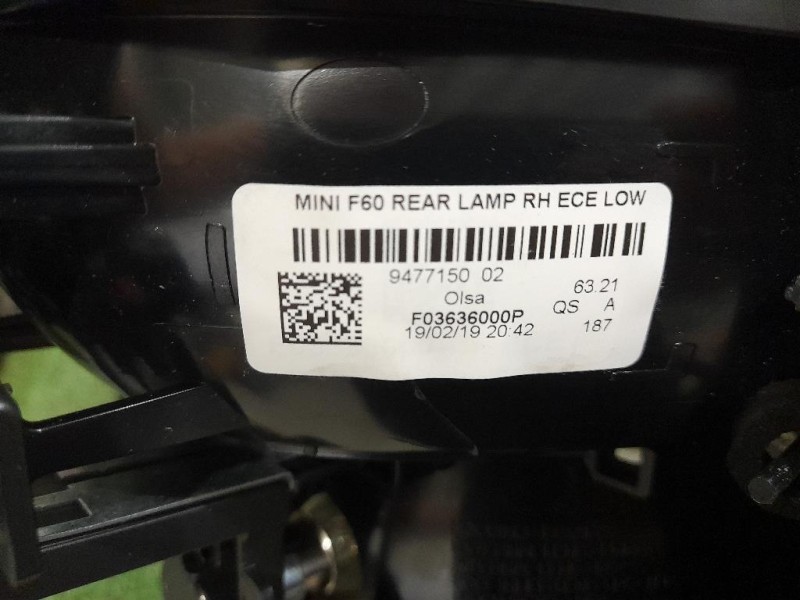 MINI F60 REAR LAMP RH ECE LOW
9477150 02
63.21
Olsa
QS A
F03636000P
19/02/19 20:42
187